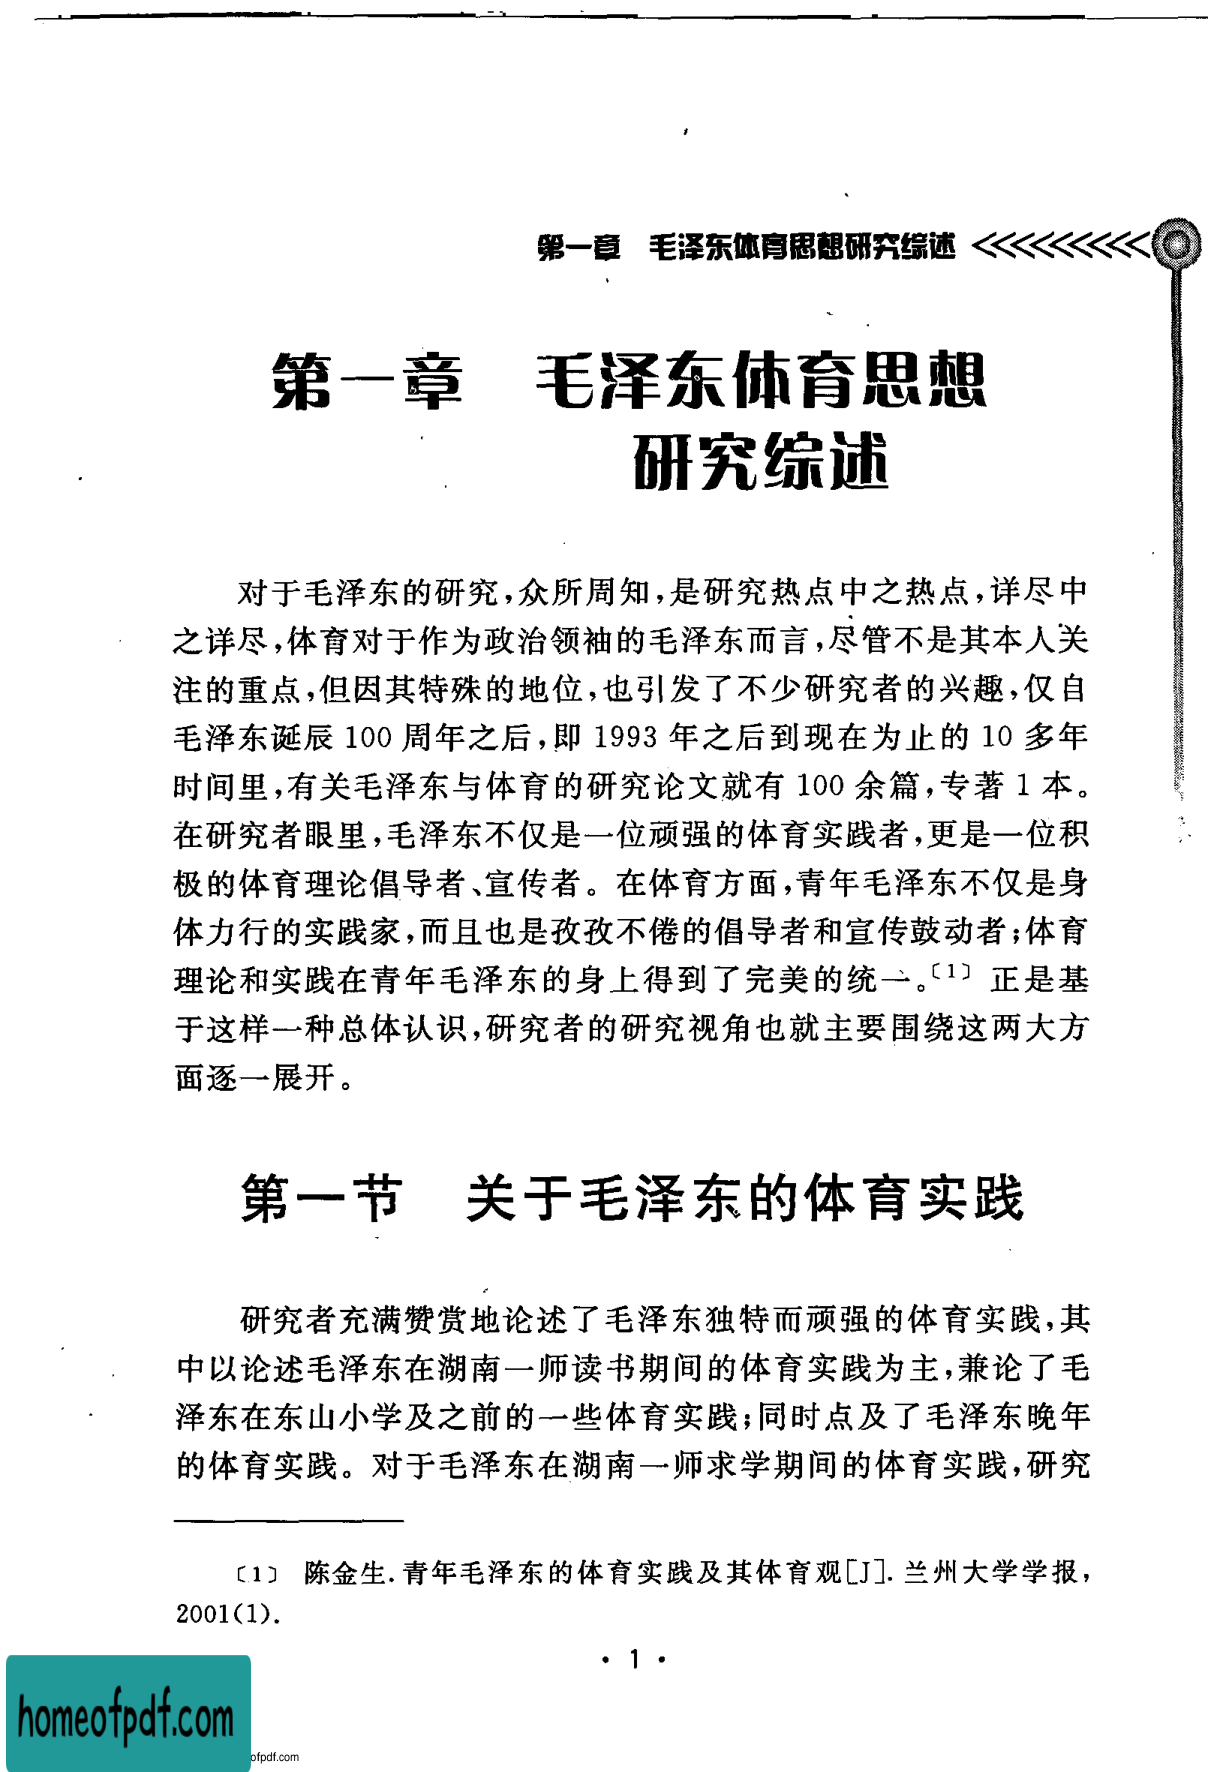 第一章　毛泽东体育思想研究综述
第一章　毛泽东体育思想
研究综述
对于毛泽东的研究,众所周知,是研究热点中之热点,详尽中
之详尽,体育对于作为政治领袖的毛泽东而言,尽管不是其本人关
注的重点,但因其特殊的地位,也引发了不少研究者的兴趣,仅自
毛泽东诞辰 100 周年之后,即 1993 年之后到现在为止的 10 多年
时间里,有关毛泽东与体育的研究论文就有 100 余篇,专著 1 本。
在研究者眼里,毛泽东不仅是一位顽强的体育实践者,更是一位积
极的体育理论倡导者、宣传者。在体育方面,青年毛泽东不仅是身
体力行的实践家,而且也是孜孜不倦的倡导者和宣传鼓动者;体育
理论和实践在青年毛泽东的身上得到了完美的统一。〔1〕 正是基
于这样一种总体认识,研究者的研究视角也就主要围绕这两大方
面逐一展开。
第一节　关于毛泽东的体育实践
研究者充满赞赏地论述了毛泽东独特而顽强的体育实践,其
中以论述毛泽东在湖南一师读书期间的体育实践为主,兼论了毛
泽东在东山小学及之前的一些体育实践;同时点及了毛泽东晚年
的体育实践。对于毛泽东在湖南一师求学期间的体育实践,研究
〔1〕 陈金生.青年毛泽东的体育实践及其体育观[J].兰州大学学报,
2001(1).
· 1 ·
homeofpdf.com
ofpdf.com